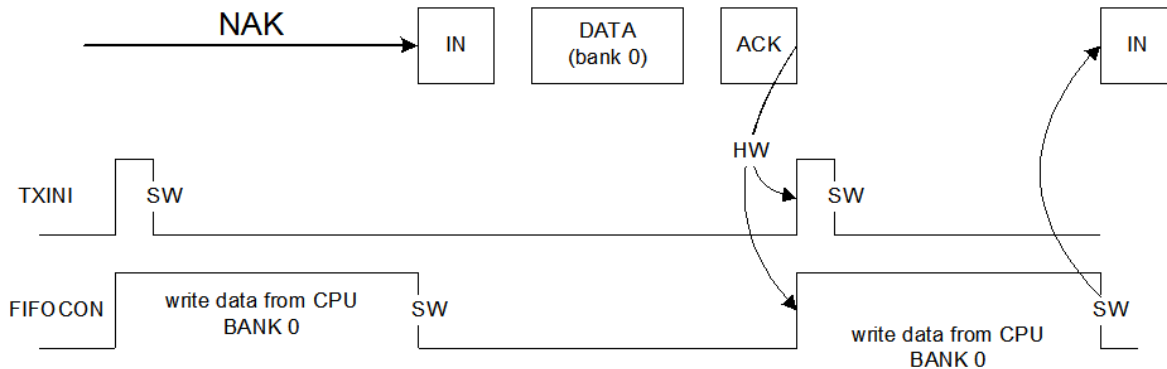 NAK
IN
DATA
(bank 0)
ACK
IN
HW
TXINI
SW
SW
FIFOCON
write data from CPU
BANK 0
SW
write data from CPU
BANK 0
SW